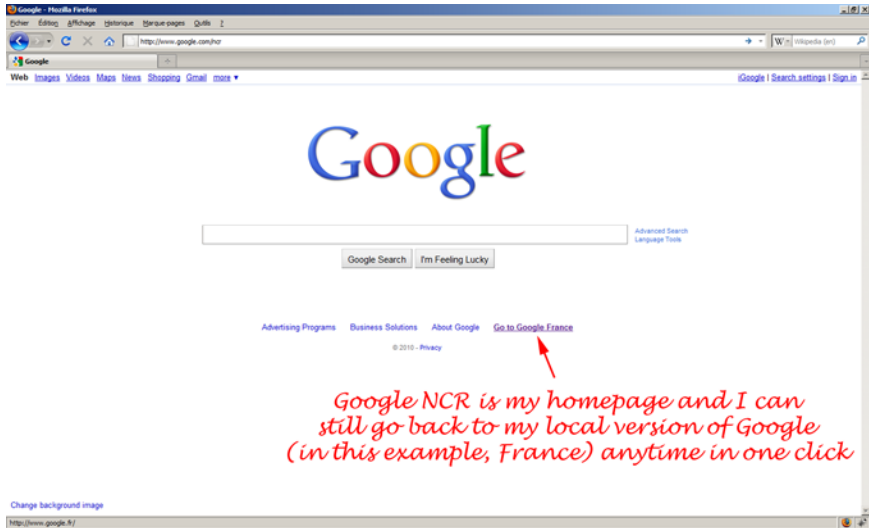 Google - Mozilla Firefox
Fichier Édition Affichage Historique Marque-pages Outils ?
http://www.google.com/ncr
W Wikipedia (en)
Google
Web Images Videos Maps News Shopping Gmail more ▼
iGoogle | Search settings | Sign in
Google
Advanced Search
Language Tools
Google Search I'm Feeling Lucky
Advertising Programs Business Solutions About Google Go to Google France
© 2010 - Privacy
Google NCR is my homepage and I can
still go back to my local version of Google
(in this example, France) anytime in one click
Change background image
http://www.google.fr/